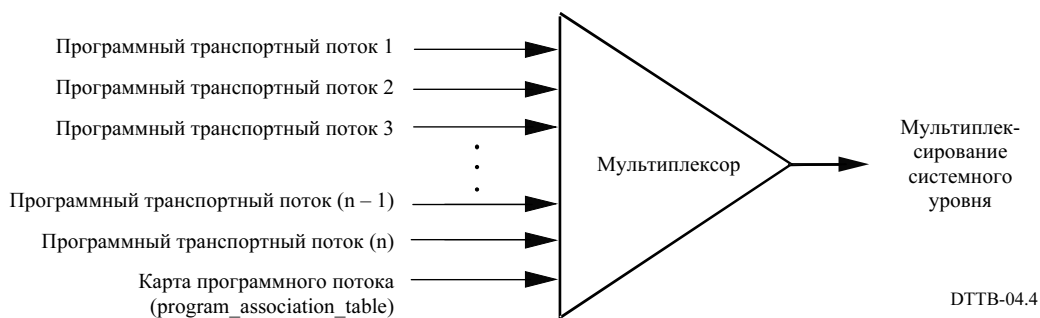 Программный транспортный поток 1
Программный транспортный поток 2
Программный транспортный поток 3
Программный транспортный поток (n – 1)
Программный транспортный поток (n)
Карта программного потока
(program_association_table)
Мультиплексор
Мультиплек-
сирование
системного
уровня
DTTB-04.4